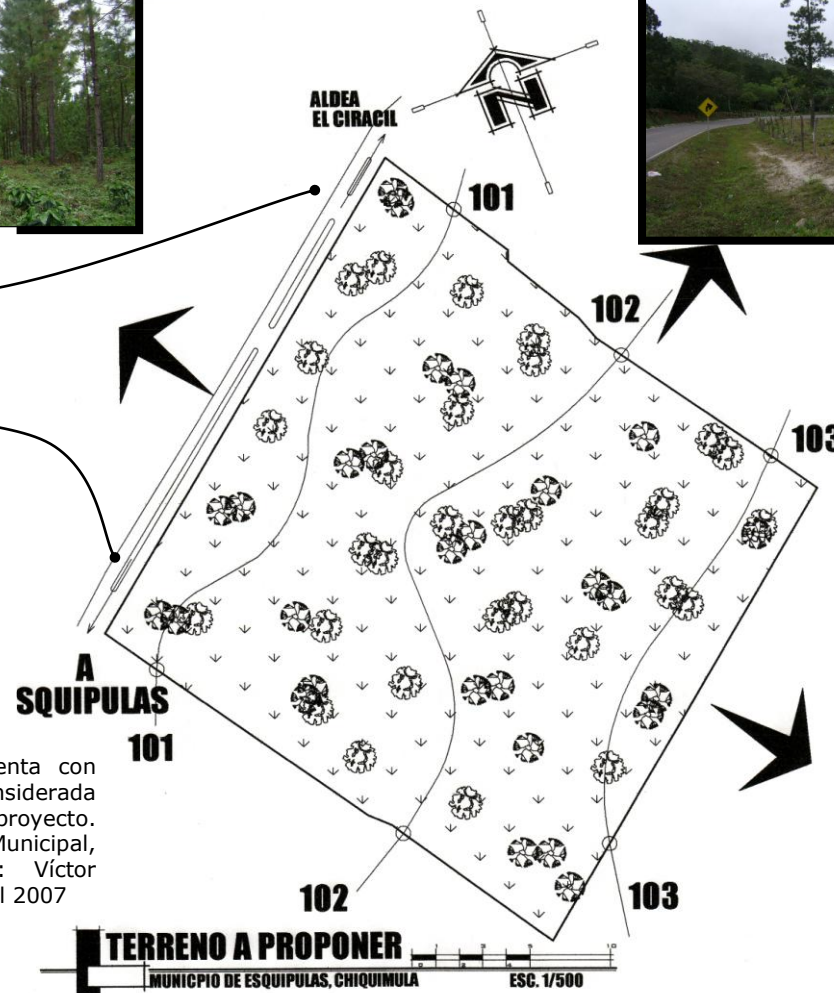 ALDEA
EL CIRACIL
N
101
102
103
A
SQUIPULAS
101
enta con
nsiderada
proyecto.
Municipal,
: Víctor
l 2007
102
103
TERRENO A PROPONER
MUNICPIO DE ESQUIPULAS, CHIQUIMULA
ESC. 1/500